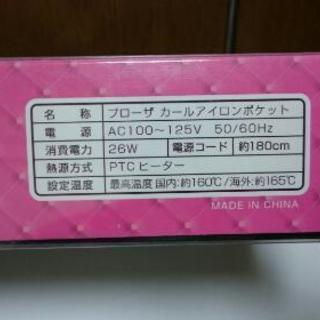 名称 プローザ カールアイロンポケット
電源 AC100~125V 50/60Hz
消費電力 26W 電源コード 約180cm
熱源方式 PTCヒーター
設定温度 最高温度 国内:約160℃/海外:約165℃
MADE IN CHINA